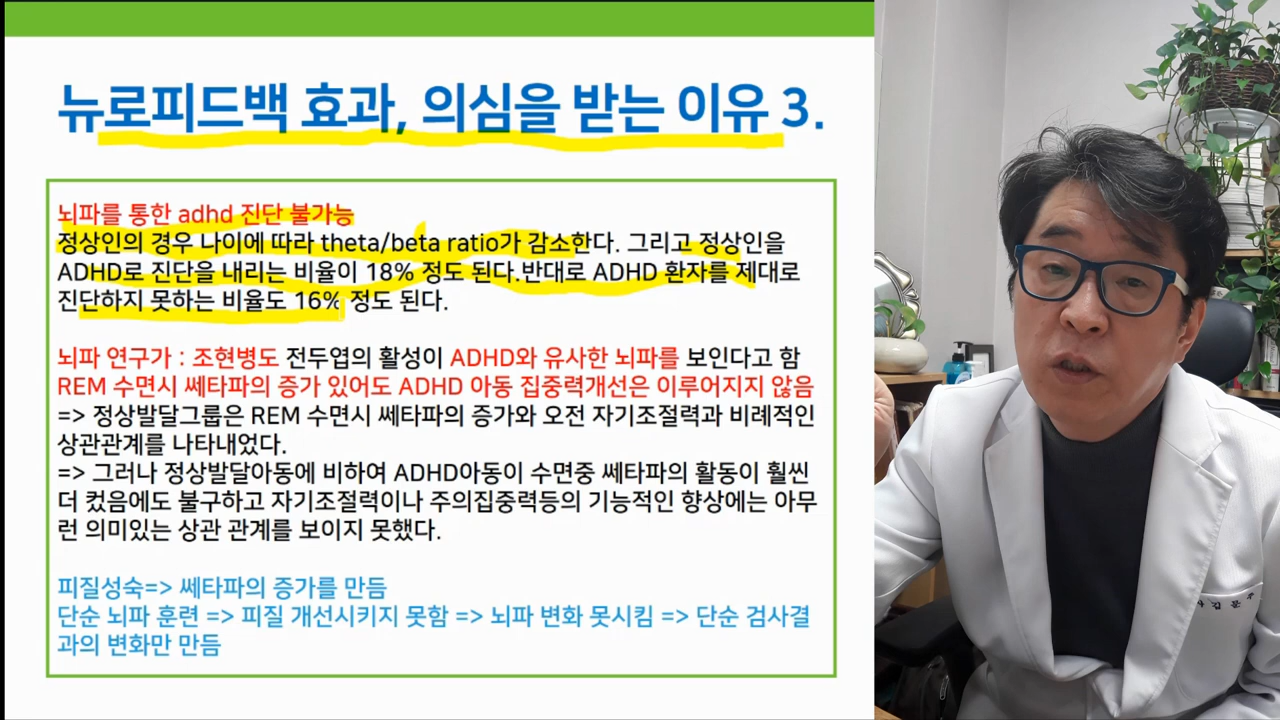 뉴로피드백 효과, 의심을 받는 이유 3.
뇌파를 통한 adhd 진단 불가능
정상인의 경우 나이에 따라 theta/beta ratio가 감소한다. 그리고 정상인을
ADHD로 진단을 내리는 비율이 18% 정도 된다.반대로 ADHD 환자를 제대로
진단하지 못하는 비율도 16% 정도 된다.
뇌파 연구가 : 조현병도 전두엽의 활성이 ADHD와 유사한 뇌파를 보인다고 함
REM 수면시 쎄타파의 증가 있어도 ADHD 아동 집중력개선은 이루어지지 않음
=> 정상발달그룹은 REM 수면시 쎄타파의 증가와 오전 자기조절력과 비례적인
상관관계를 나타내었다.
=> 그러나 정상발달아동에 비하여 ADHD아동이 수면중 쎄타파의 활동이 훨씬
더 컸음에도 불구하고 자기조절력이나 주의집중력등의 기능적인 향상에는 아무
런 의미있는 상관 관계를 보이지 못했다.
피질성숙=> 쎄타파의 증가를 만듬
단순 뇌파 훈련 => 피질 개선시키지 못함 => 뇌파 변화 못시킴 => 단순 검사결
과의 변화만 만듬